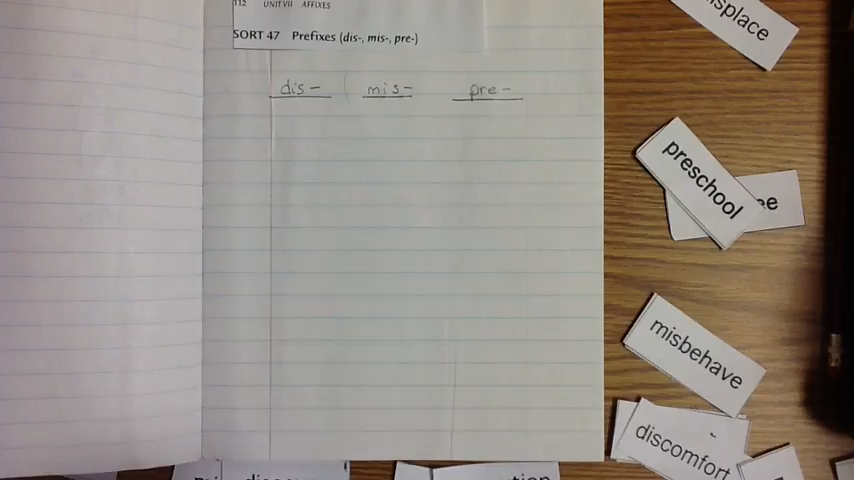 112 UNIT VII AFFIXES
SORT 47 Prefixes (dis-, mis-, pre-)
dis- mis- pre-
preschool
misbehave
discomfort